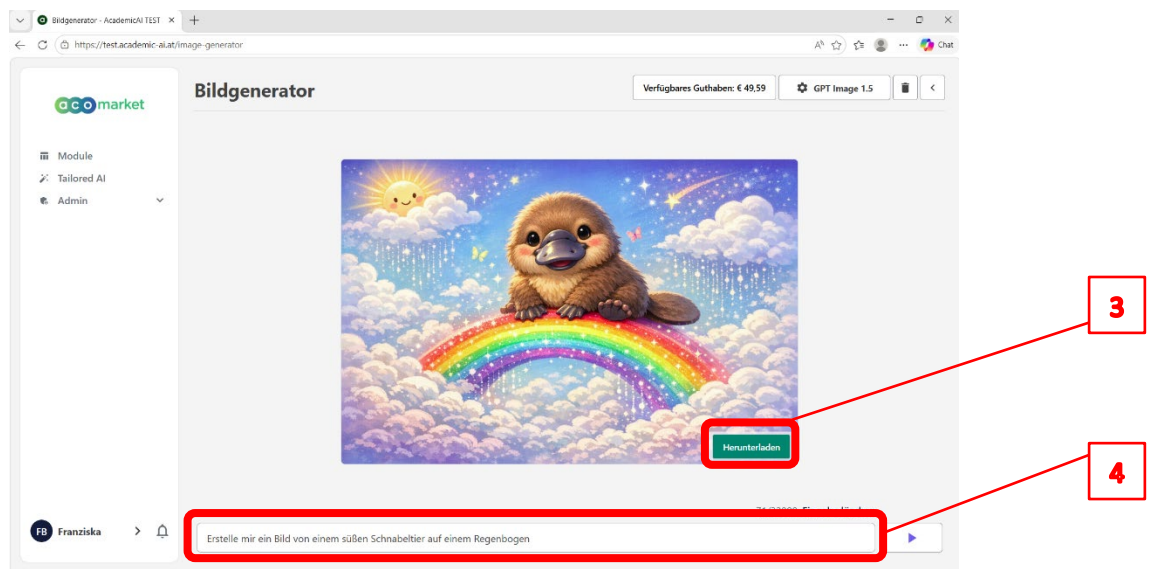 Bildgenerator - AcademicAI TEST
https://test.academic-ai.at/image-generator
Chat
acomarket
Bildgenerator
Verfügbares Guthaben: € 49,59
GPT Image 1.5
Module
Tailored AI
Admin
3
Herunterladen
4
FB Franziska
Erstelle mir ein Bild von einem süßen Schnabeltier auf einem Regenbogen